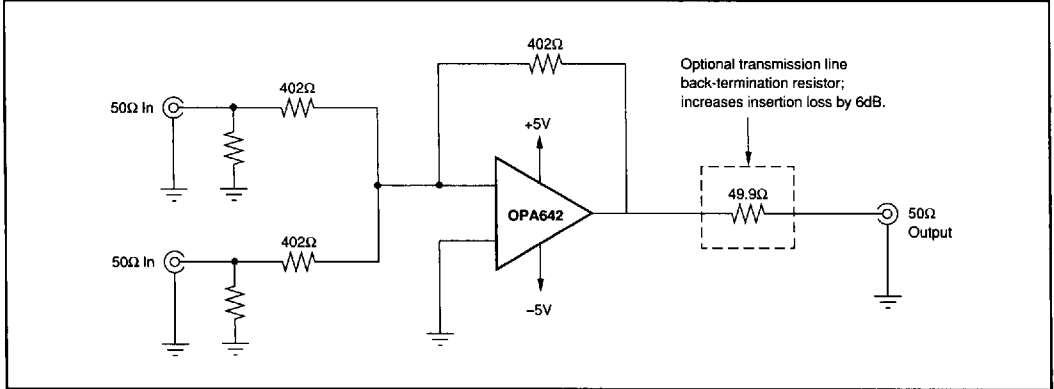 402Ω
Optional transmission line
back-termination resistor;
increases insertion loss by 6dB.
402Ω
50Ω In
+5V
49.9Ω
OPA642
50Ω
Output
402Ω
50Ω In
–5V